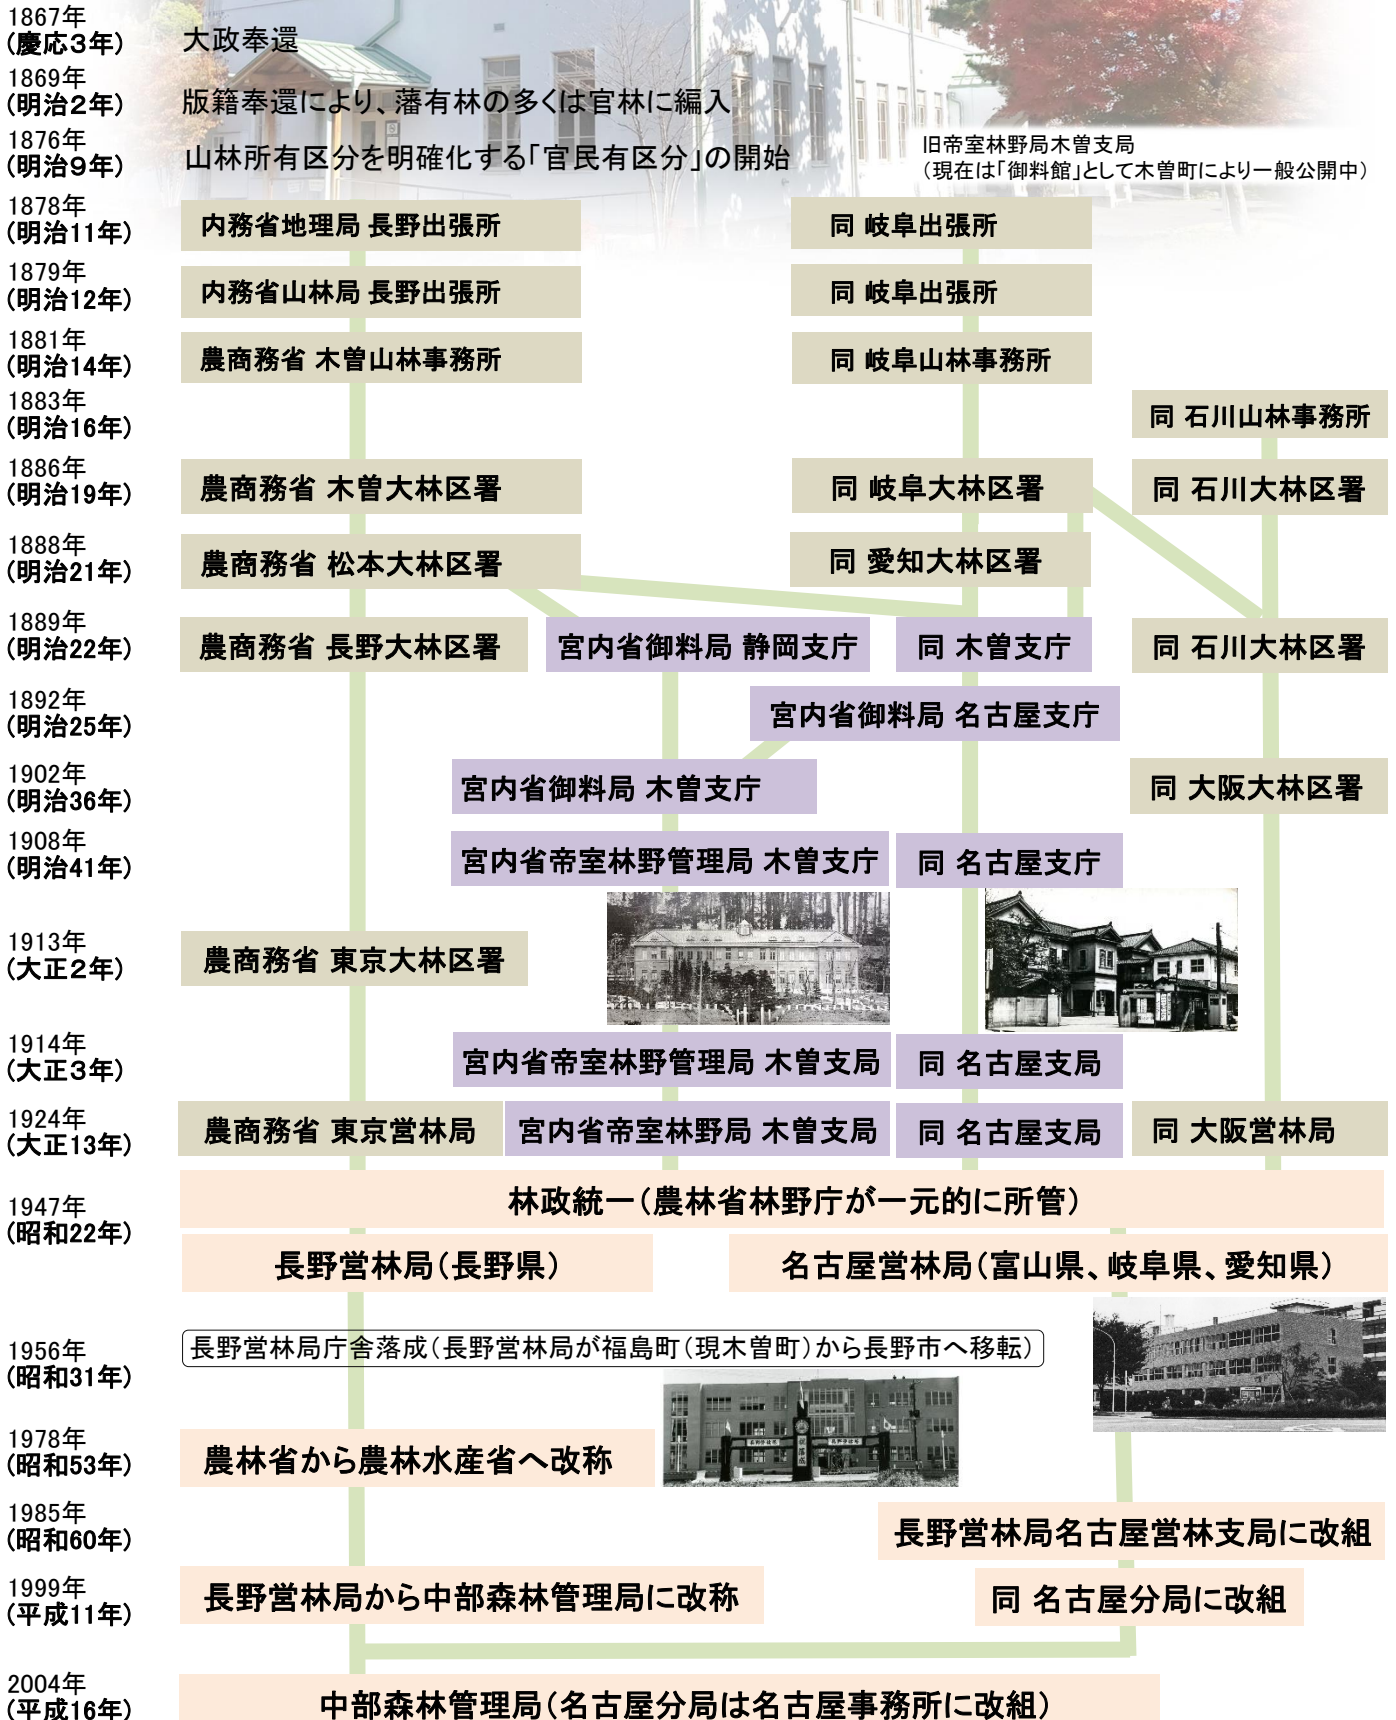 1867年
(慶応3年)
大政奉還
1869年
(明治2年)
版籍奉還により、藩有林の多くは官林に編入
1876年
(明治9年)
山林所有区分を明確化する「官民有区分」の開始
旧帝室林野局木曽支局
(現在は「御料館」として木曽町により一般公開中)
1878年
(明治11年)
内務省地理局 長野出張所
同 岐阜出張所
1879年
(明治12年)
内務省山林局 長野出張所
同 岐阜出張所
1881年
(明治14年)
農商務省 木曽山林事務所
同 岐阜山林事務所
1883年
(明治16年)
同 石川山林事務所
1886年
(明治19年)
農商務省 木曽大林区署
同 岐阜大林区署
同 石川大林区署
1888年
(明治21年)
農商務省 松本大林区署
同 愛知大林区署
1889年
(明治22年)
農商務省 長野大林区署
宮内省御料局 静岡支庁
同 木曽支庁
同 石川大林区署
1892年
(明治25年)
宮内省御料局 名古屋支庁
1902年
(明治36年)
宮内省御料局 木曽支庁
同 大阪大林区署
1908年
(明治41年)
宮内省帝室林野管理局 木曽支庁
同 名古屋支庁
1913年
(大正2年)
農商務省 東京大林区署
1914年
(大正3年)
宮内省帝室林野管理局 木曽支局
同 名古屋支局
1924年
(大正13年)
農商務省 東京営林局
宮内省帝室林野局 木曽支局
同 名古屋支局
同 大阪営林局
1947年
(昭和22年)
林政統一(農林省林野庁が一元的に所管)
長野営林局(長野県)
名古屋営林局(富山県、岐阜県、愛知県)
1956年
(昭和31年)
長野営林局庁舎落成(長野営林局が福島町(現木曽町)から長野市へ移転)
1978年
(昭和53年)
農林省から農林水産省へ改称
1985年
(昭和60年)
長野営林局名古屋営林支局に改組
1999年
(平成11年)
長野営林局から中部森林管理局に改称
同 名古屋分局に改組
2004年
(平成16年)
中部森林管理局(名古屋分局は名古屋事務所に改組)